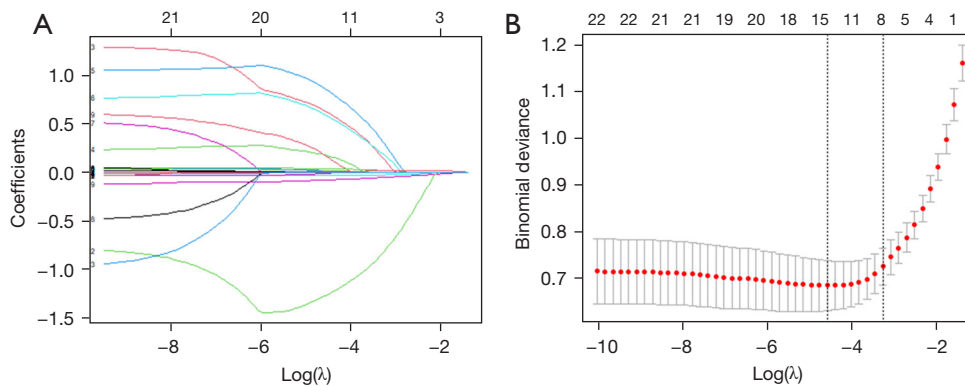 A
21 20 11 3
Coefficients
1.0
0.5
0.0
−0.5
−1.0
−1.5
−8 −6 −4 −2
Log(λ)
B
22 22 21 21 19 20 18 15 11 8 5 4 1
Binomial deviance
1.2
1.1
1.0
0.9
0.8
0.7
−10 −8 −6 −4 −2
Log(λ)